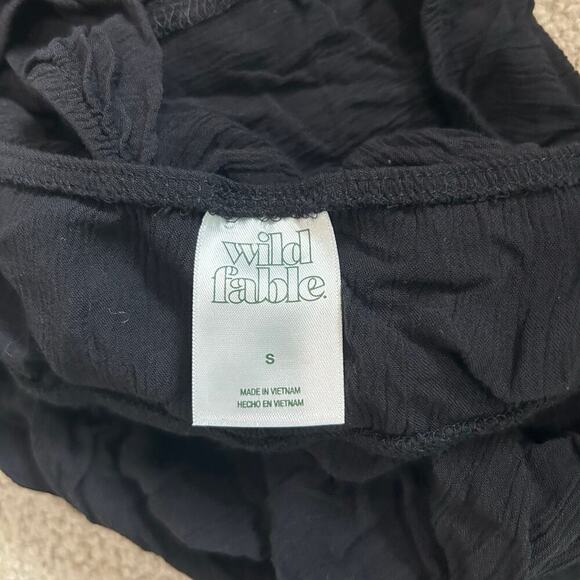 wild
fable.
S
MADE IN VIETNAM
HECHO EN VIETNAM